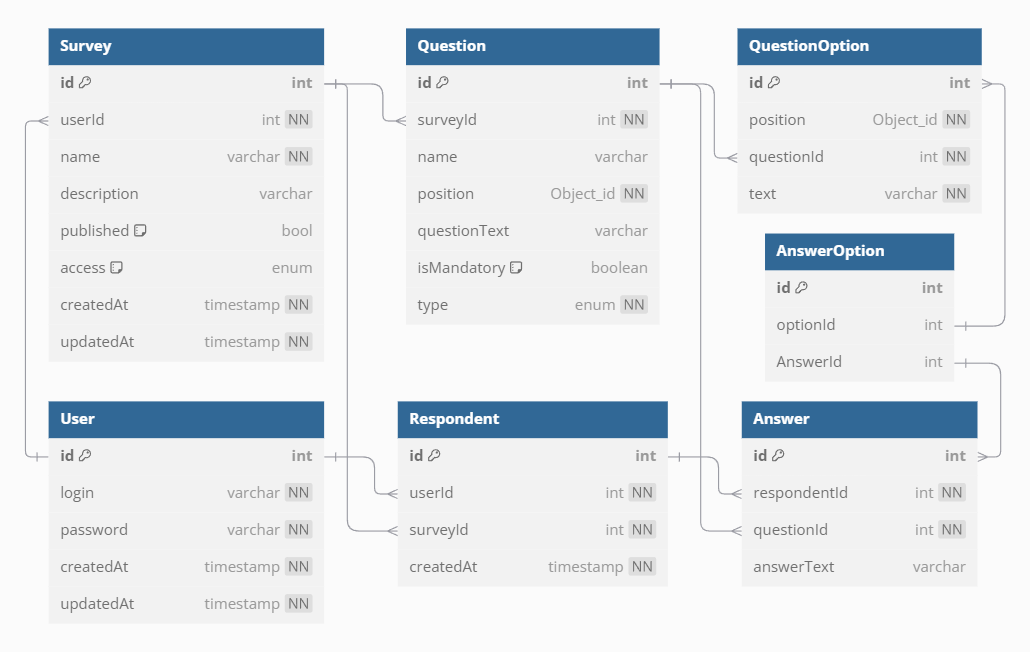 Survey
id int
userId int NN
name varchar NN
description varchar
published bool
access enum
createdAt timestamp NN
updatedAt timestamp NN
Question
id int
surveyId int NN
name varchar
position Object_id NN
questionText varchar
isMandatory boolean
type enum NN
QuestionOption
id int
position Object_id NN
questionId int NN
text varchar NN
AnswerOption
id int
optionId int
AnswerId int
User
id int
login varchar NN
password varchar NN
createdAt timestamp NN
updatedAt timestamp NN
Respondent
id int
userId int NN
surveyId int NN
createdAt timestamp NN
Answer
id int
respondentId int NN
questionId int NN
answerText varchar